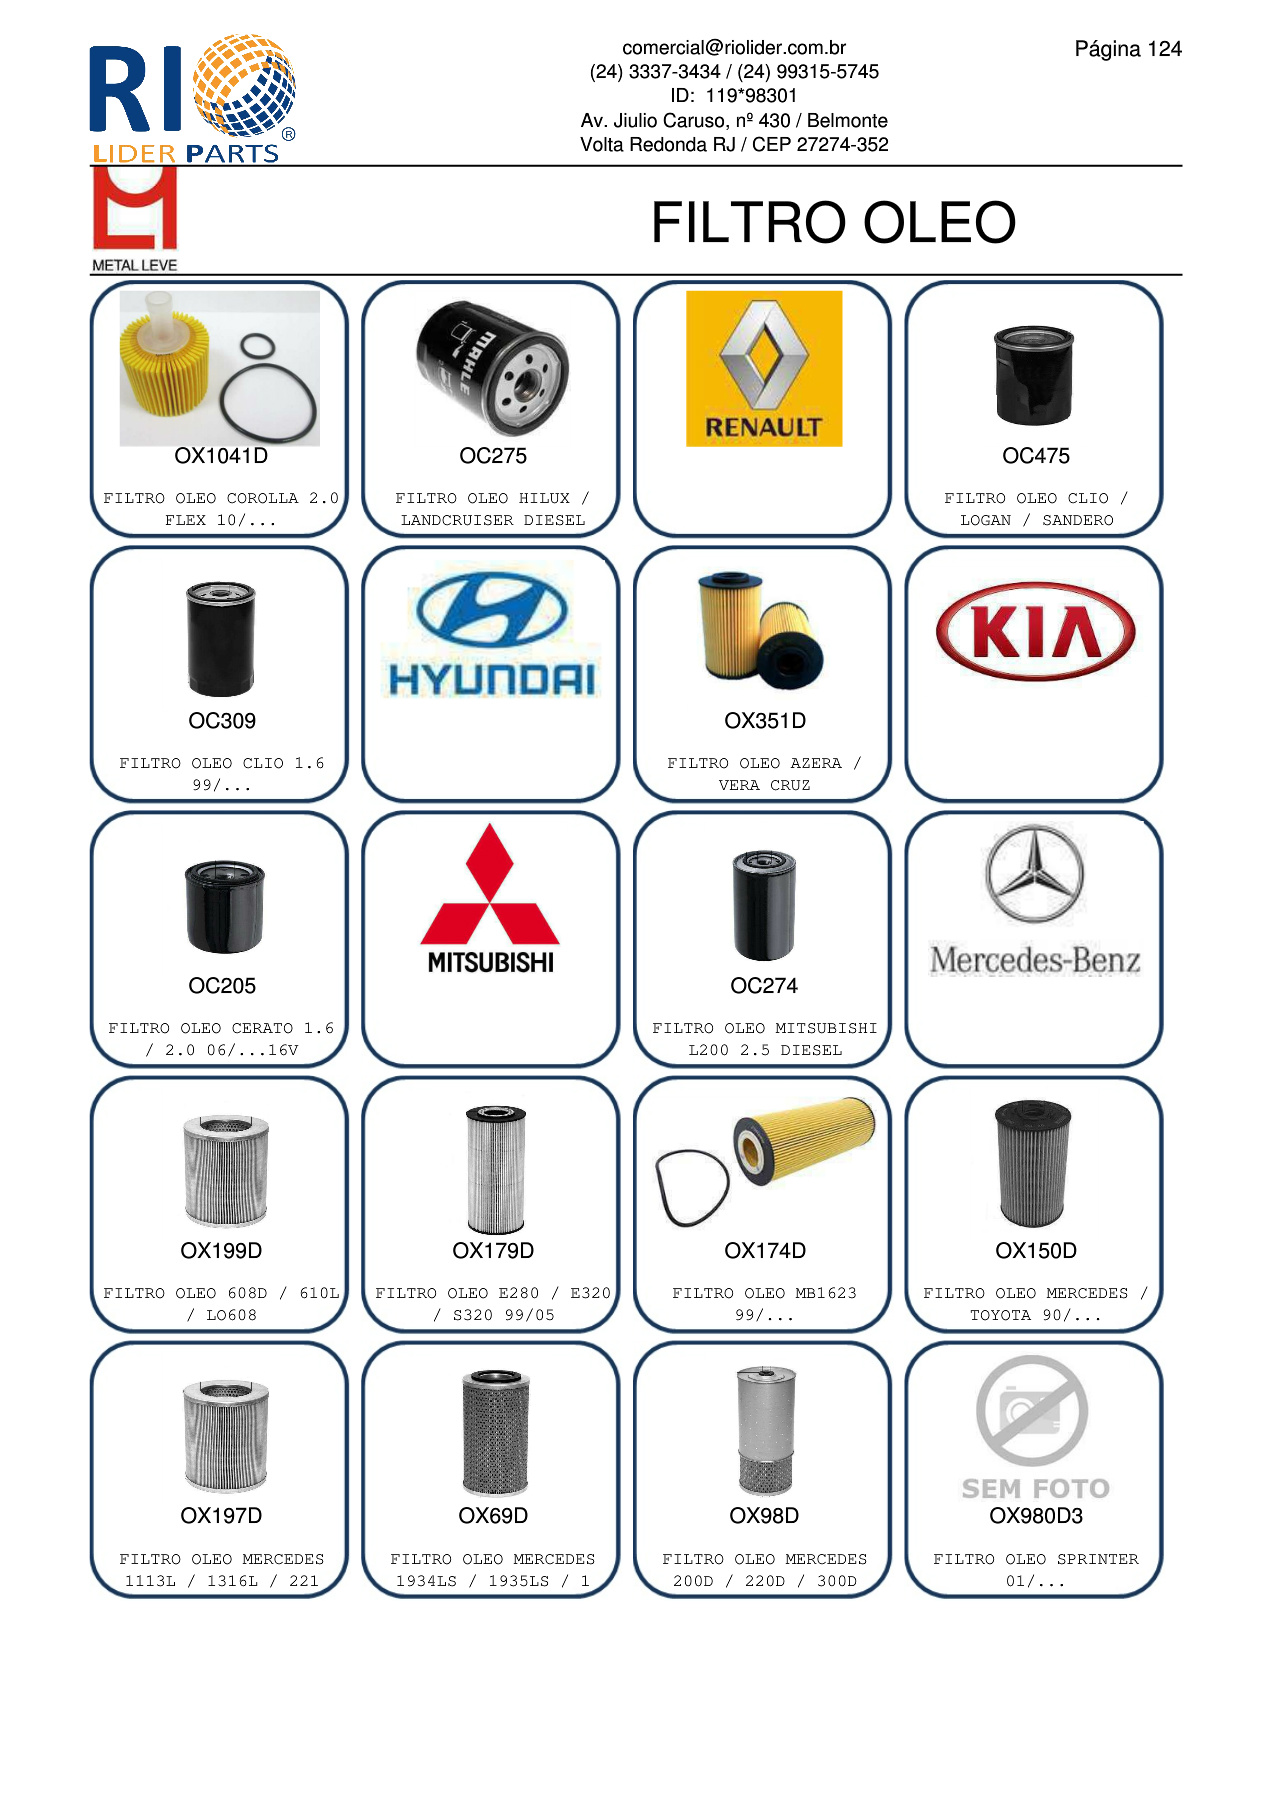 RIO
®
LIDER PARTS
comercial@riolider.com.br
(24) 3337-3434 / (24) 99315-5745
ID: 119*98301
Av. Jiulio Caruso, nº 430 / Belmonte
Volta Redonda RJ / CEP 27274-352
Página 124
METAL LEVE
FILTRO OLEO
OX1041D
FILTRO OLEO COROLLA 2.0
FLEX 10/...
MAHLE
OC275
FILTRO OLEO HILUX /
LANDCRUISER DIESEL
RENAULT
OC475
FILTRO OLEO CLIO /
LOGAN / SANDERO
OC309
FILTRO OLEO CLIO 1.6
99/...
HYUNDAI
OX351D
FILTRO OLEO AZERA /
VERA CRUZ
KIA
OC205
FILTRO OLEO CERATO 1.6
/ 2.0 06/...16V
MITSUBISHI
OC274
FILTRO OLEO MITSUBISHI
L200 2.5 DIESEL
Mercedes-Benz
OX199D
FILTRO OLEO 608D / 610L
/ LO608
OX179D
FILTRO OLEO E280 / E320
/ S320 99/05
OX174D
FILTRO OLEO MB1623
99/...
OX150D
FILTRO OLEO MERCEDES /
TOYOTA 90/...
OX197D
FILTRO OLEO MERCEDES
1113L / 1316L / 221
OX69D
FILTRO OLEO MERCEDES
1934LS / 1935LS / 1
OX98D
FILTRO OLEO MERCEDES
200D / 220D / 300D
SEM FOTO
OX980D3
FILTRO OLEO SPRINTER
01/...